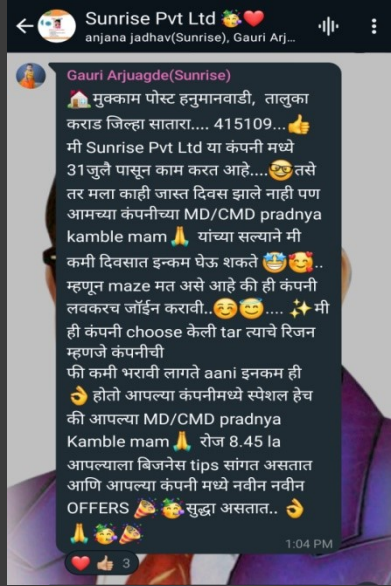 Sunrise Pvt Ltd 🥳❤️
anjana jadhav(Sunrise), Gauri Arj...
Gauri Arjuagde(Sunrise)
🏠मुक्काम पोस्ट हनुमानवाडी, तालुका
कराड जिल्हा सातारा.... 415109...👍
मी Sunrise Pvt Ltd या कंपनी मध्ये
31जुलै पासून काम करत आहे....🤓तसे
तर मला काही जास्त दिवस झाले नाही पण
आमच्या कंपनीच्या MD/CMD pradnya
kamble mam🙏 यांच्या सल्याने मी
कमी दिवसात इन्कम घेऊ शकते 🤩🥰..
म्हणून maze मत असे आहे की ही कंपनी
लवकरच जॉईन करावी..☺️😇.... ✨मी
ही कंपनी choose केली tar त्याचे रिजन
म्हणजे कंपनीची
फी कमी भरावी लागते aani इनकम ही
👌 होतो आपल्या कंपनीमध्ये स्पेशल हेच
की आपल्या MD/CMD pradnya
Kamble mam🙏 रोज 8.45 la
आपल्याला बिजनेस tips सांगत असतात
आणि आपल्या कंपनी मध्ये नवीन नवीन
OFFERS 🎉🥳सुद्धा असतात.. 👌
🙏🥳🎉
1:04 PM
❤️👍 3